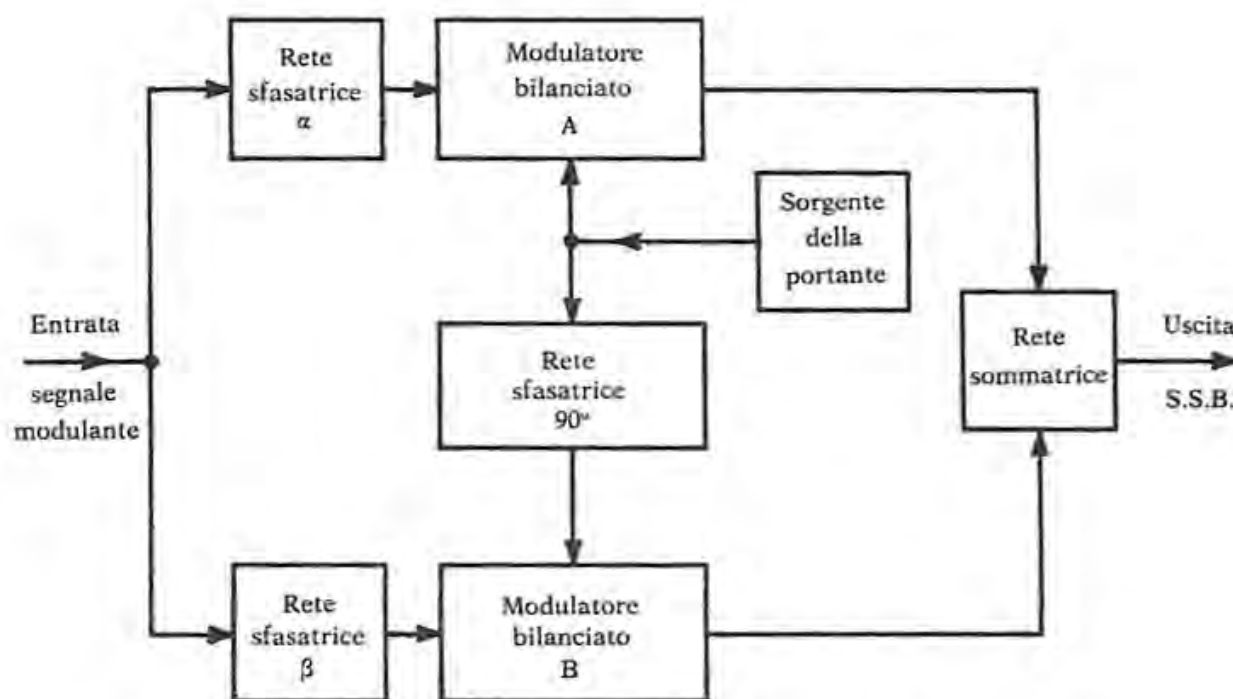 Rete
sfasatrice
α
Modulatore
bilanciato
A
Sorgente
della
portante
Entrata
segnale
modulante
Rete
sfasatrice
90°
Rete
sommatrice
Uscita
S.S.B.
Rete
sfasatrice
β
Modulatore
bilanciato
B